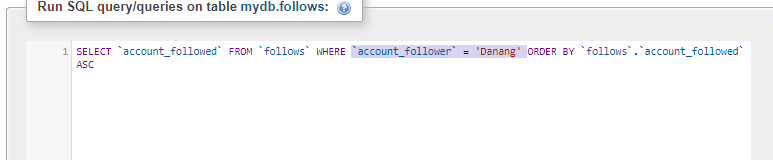 Run SQL query/queries on table mydb.follows:
1 SELECT `account_followed` FROM `follows` WHERE `account_follower` = 'Danang' ORDER BY `follows`.`account_followed`
ASC